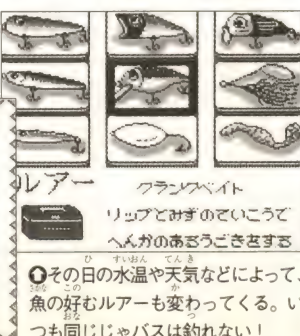 ルアー
クランクベイト
リップとみずのていこうで
へんかのあるうごきをする
その日の水温や天気などによって、
魚の好むルアーも変わってくる。い
つも同じじゃバスは釣れない！